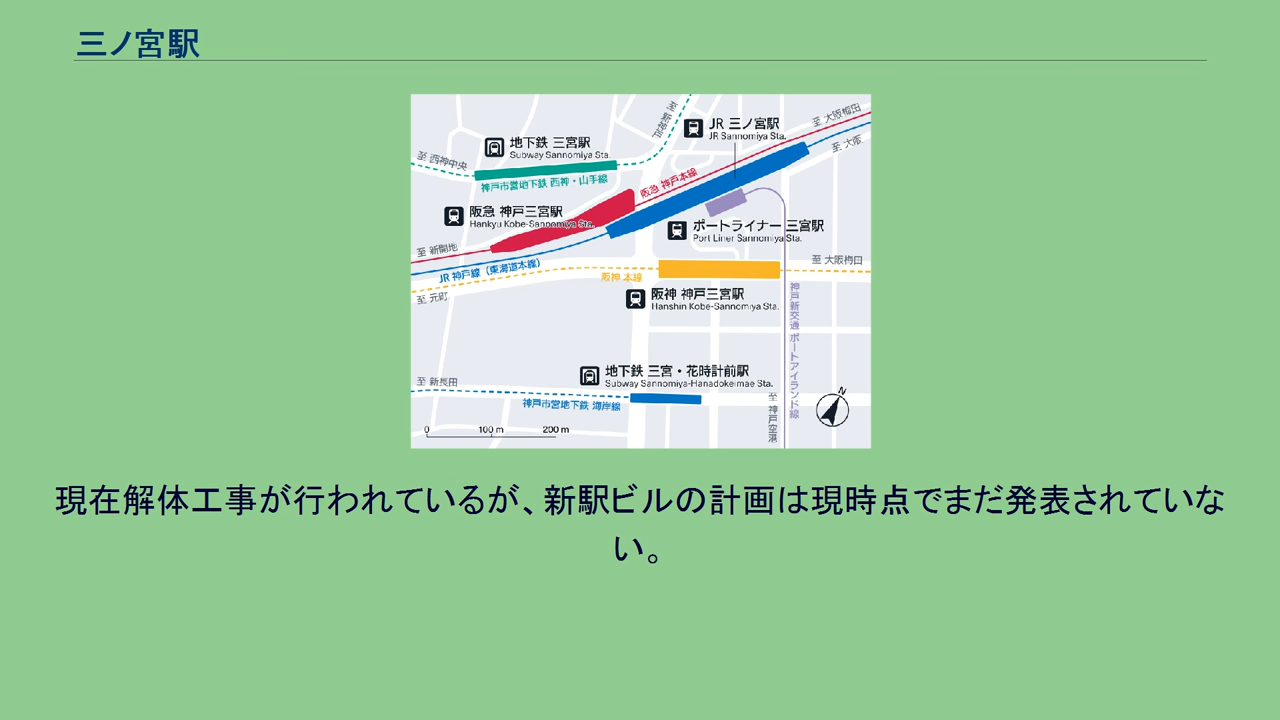 三ノ宮駅
至 新神戸
JR 三ノ宮駅
JR Sannomiya Sta.
至 大阪梅田
至 大阪
地下鉄 三宮駅
Subway Sannomiya Sta.
至 西神中央
神戸市営地下鉄 西神・山手線
阪急 神戸本線
阪急 神戸三宮駅
Hankyu Kobe-Sannomiya Sta.
ポートライナー 三宮駅
Port Liner Sannomiya Sta.
至 新開地
JR 神戸線（東海道本線）
至 大阪梅田
阪神 本線
至 元町
阪神 神戸三宮駅
Hanshin Kobe-Sannomiya Sta.
神戸新交通 ポートアイランド線
地下鉄 三宮・花時計前駅
Subway Sannomiya-Hanadokeimae Sta.
至 新長田
神戸市営地下鉄 海岸線
至 神戸空港
N
0 100 m 200 m
現在解体工事が行われているが、新駅ビルの計画は現時点でまだ発表されていな
い。